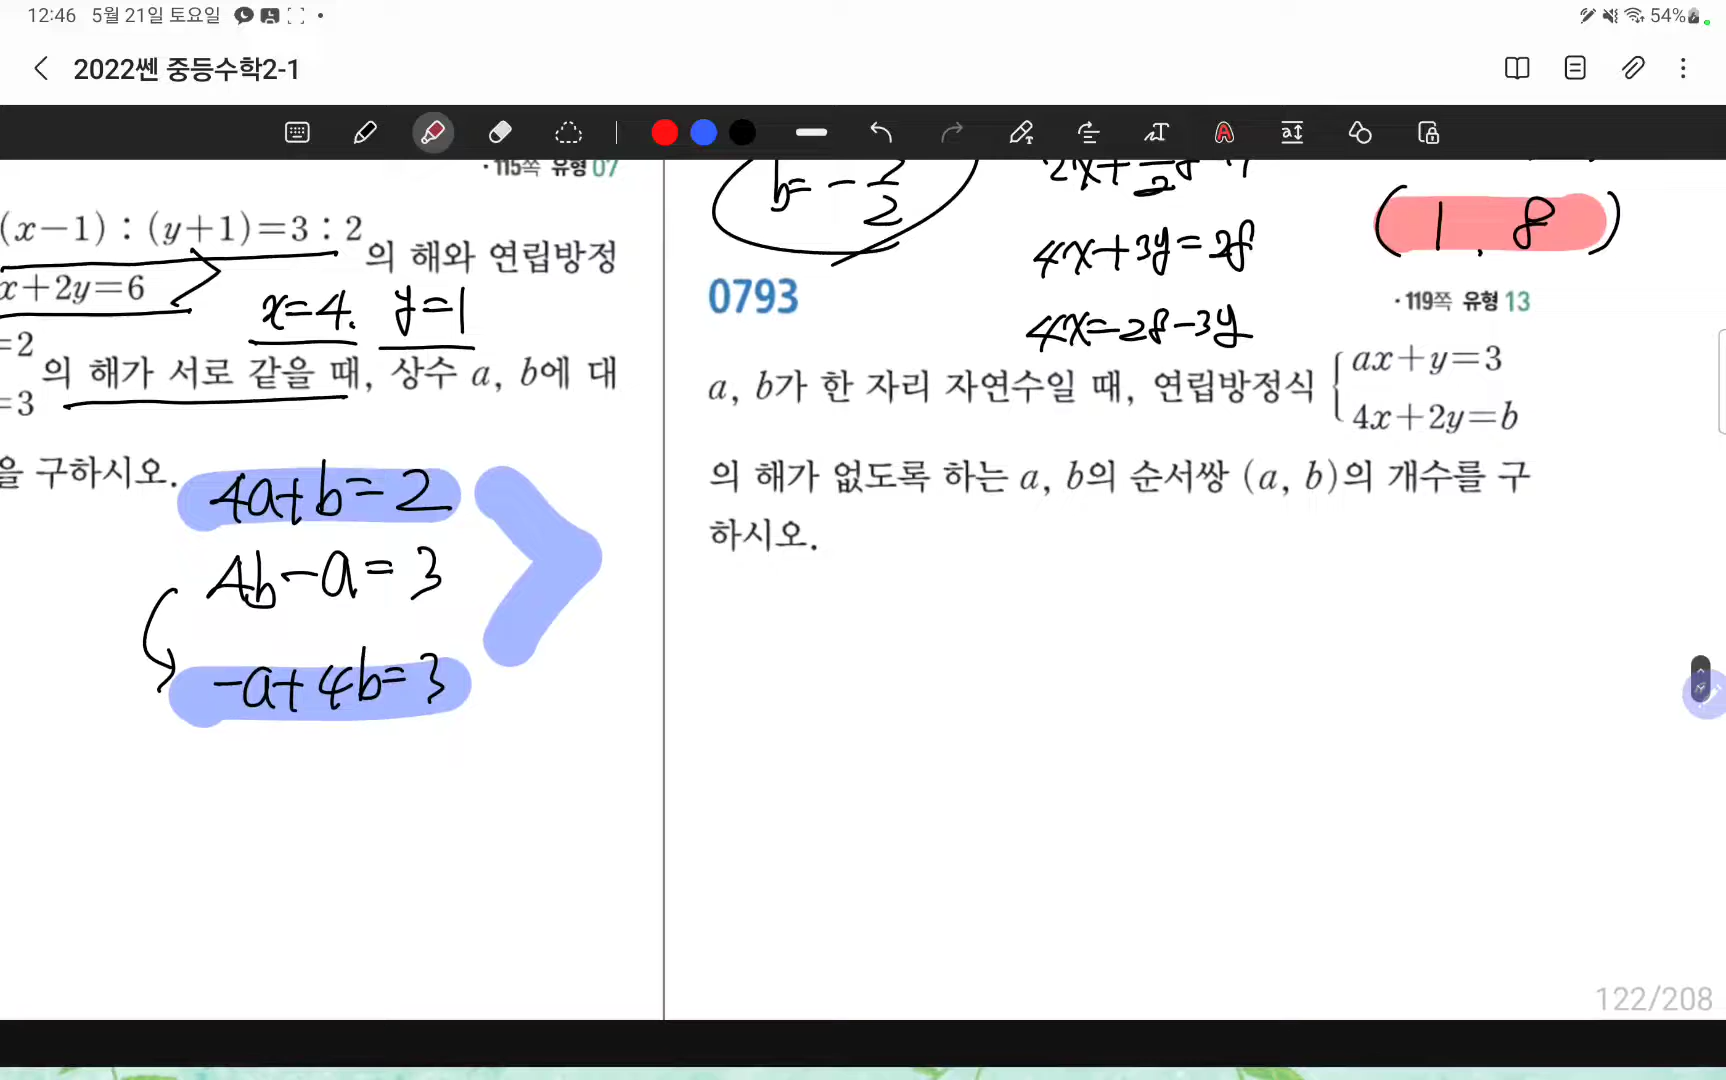 12:46 5월 21일 토요일
54%
2022쎈 중등수학2-1
115쪽 유형 07
(x−1) : (y+1)=3 : 2
x+2y=6
의 해와 연립방정
x=4. y=1
=2
=3
의 해가 서로 같을 때, 상수 a, b에 대
을 구하시오.
4a+b=2
4b−a=3
−a+4b=3
4x+3y=28
(1, 8)
0793
119쪽 유형 13
4x=28−3y
a, b가 한 자리 자연수일 때, 연립방정식
ax+y=3
4x+2y=b
의 해가 없도록 하는 a, b의 순서쌍 (a, b)의 개수를 구
하시오.
122/208